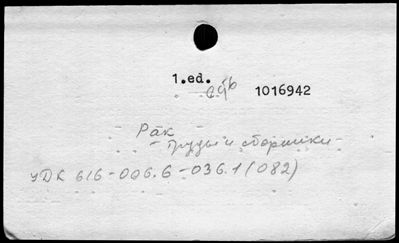 1.ed.
1016942
Рак
- труды и сборники -
УДК 616-006.6-036.1(082)